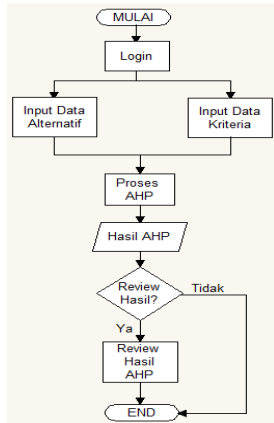 MULAI
Login
Input Data
Alternatif
Input Data
Kriteria
Proses
AHP
Hasil AHP
Review
Hasil?
Tidak
Ya
Review
Hasil
AHP
END